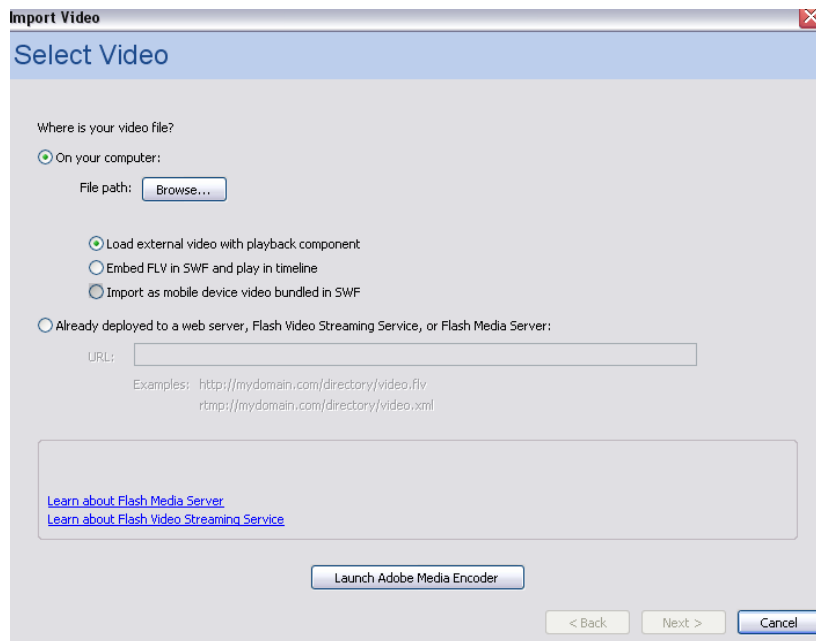 Import Video
Select Video
Where is your video file?
On your computer:
File path: Browse...
Load external video with playback component
Embed FLV in SWF and play in timeline
Import as mobile device video bundled in SWF
Already deployed to a web server, Flash Video Streaming Service, or Flash Media Server:
URL:
Examples: http://mydomain.com/directory/video.flv
rtmp://mydomain.com/directory/video.xml
Learn about Flash Media Server
Learn about Flash Video Streaming Service
Launch Adobe Media Encoder
< Back Next > Cancel